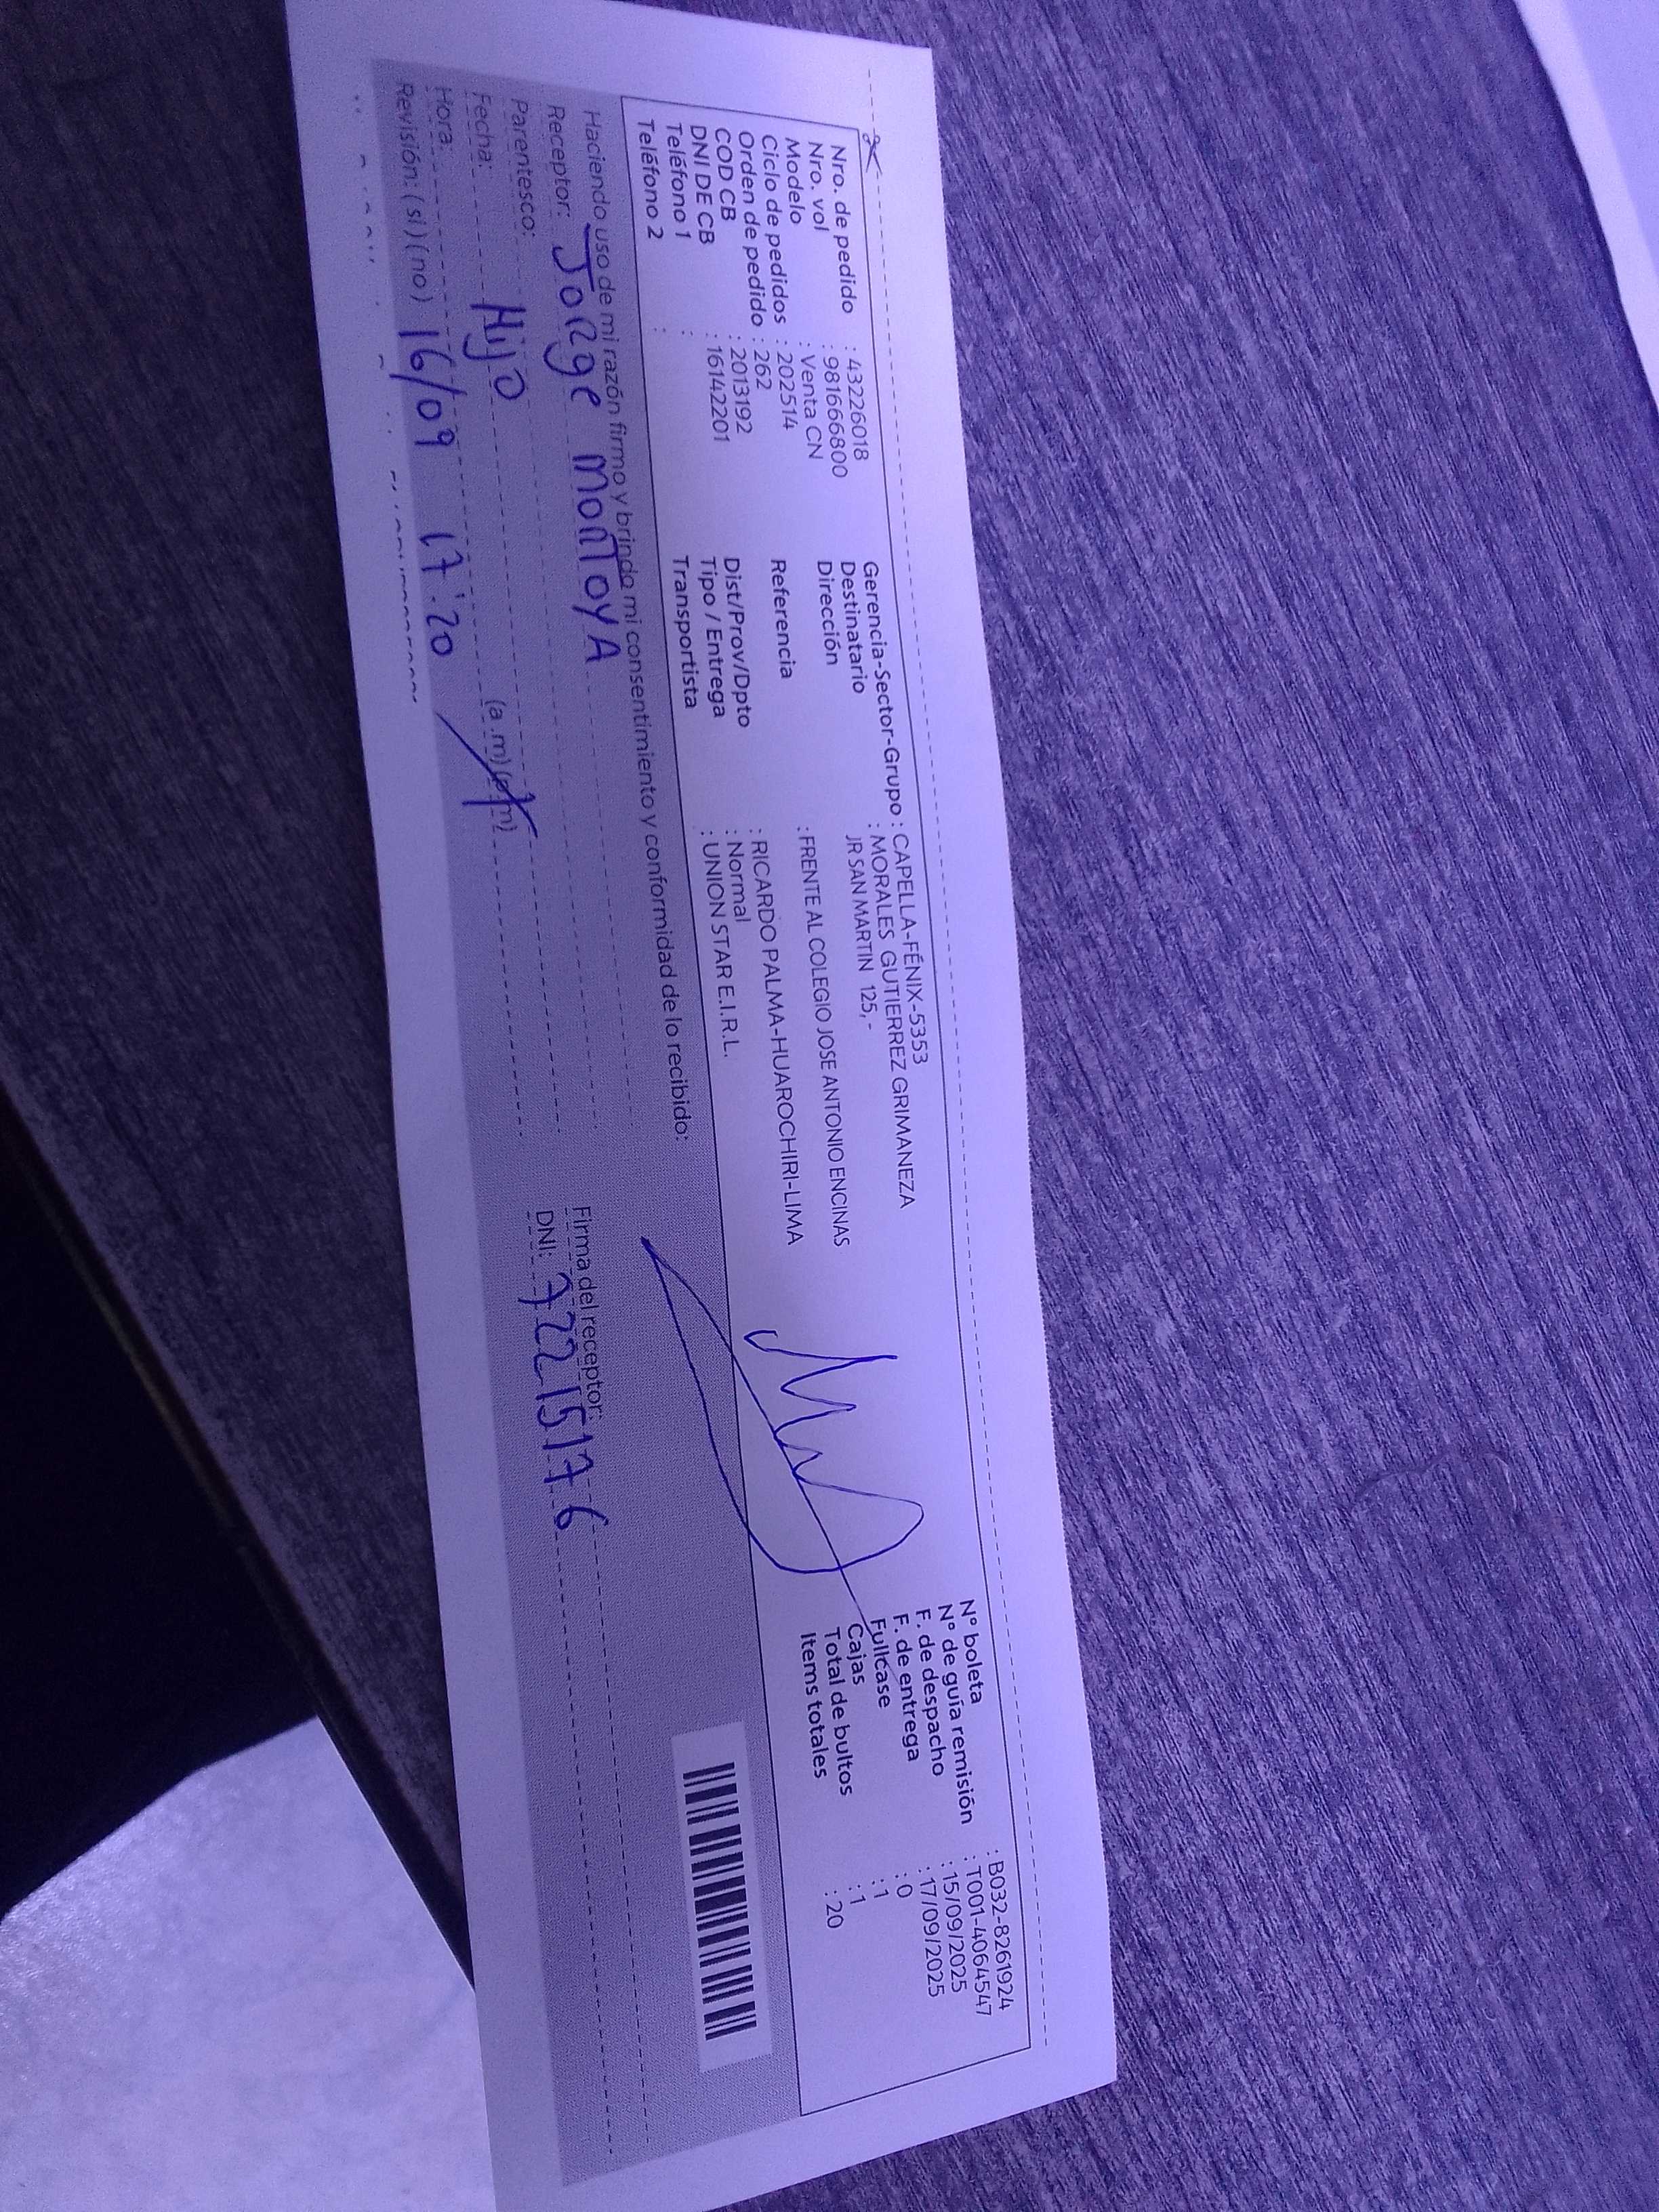 Nro. de pedido : 43226018
Nro. vol : 981666800
Modelo : Venta CN
Ciclo de pedidos : 202514
Orden de pedido : 262
COD CB : 2013192
DNI DE CB : 16142201
Teléfono 1 :
Teléfono 2 :
Gerencia-Sector-Grupo : CAPELLA-FÉNIX-5353
Destinatario : MORALES GUTIERREZ GRIMANEZA
Dirección JR SAN MARTIN 125,-
Referencia : FRENTE AL COLEGIO JOSE ANTONIO ENCINAS
Dist/Prov/Dpto : RICARDO PALMA-HUAROCHIRI-LIMA
Tipo / Entrega : Normal
Transportista : UNION STAR E.I.R.L.
N° boleta : B032-8261924
N° de guía remisión : T001-4064547
F. de despacho : 15/09/2025
F. de entrega : 17/09/2025
Fullcase : 0
Cajas : 1
Total de bultos : 1
Items totales : 20
Haciendo uso de mi razón firmo y brindo mi consentimiento y conformidad de lo recibido:
Receptor: Jorge Montoya
Parentesco: Hijo
Fecha:
Hora: (a.m) (p.m)
Revisión: (si) (no) 16/09 17:20
Firma del receptor:
DNI: 72215176